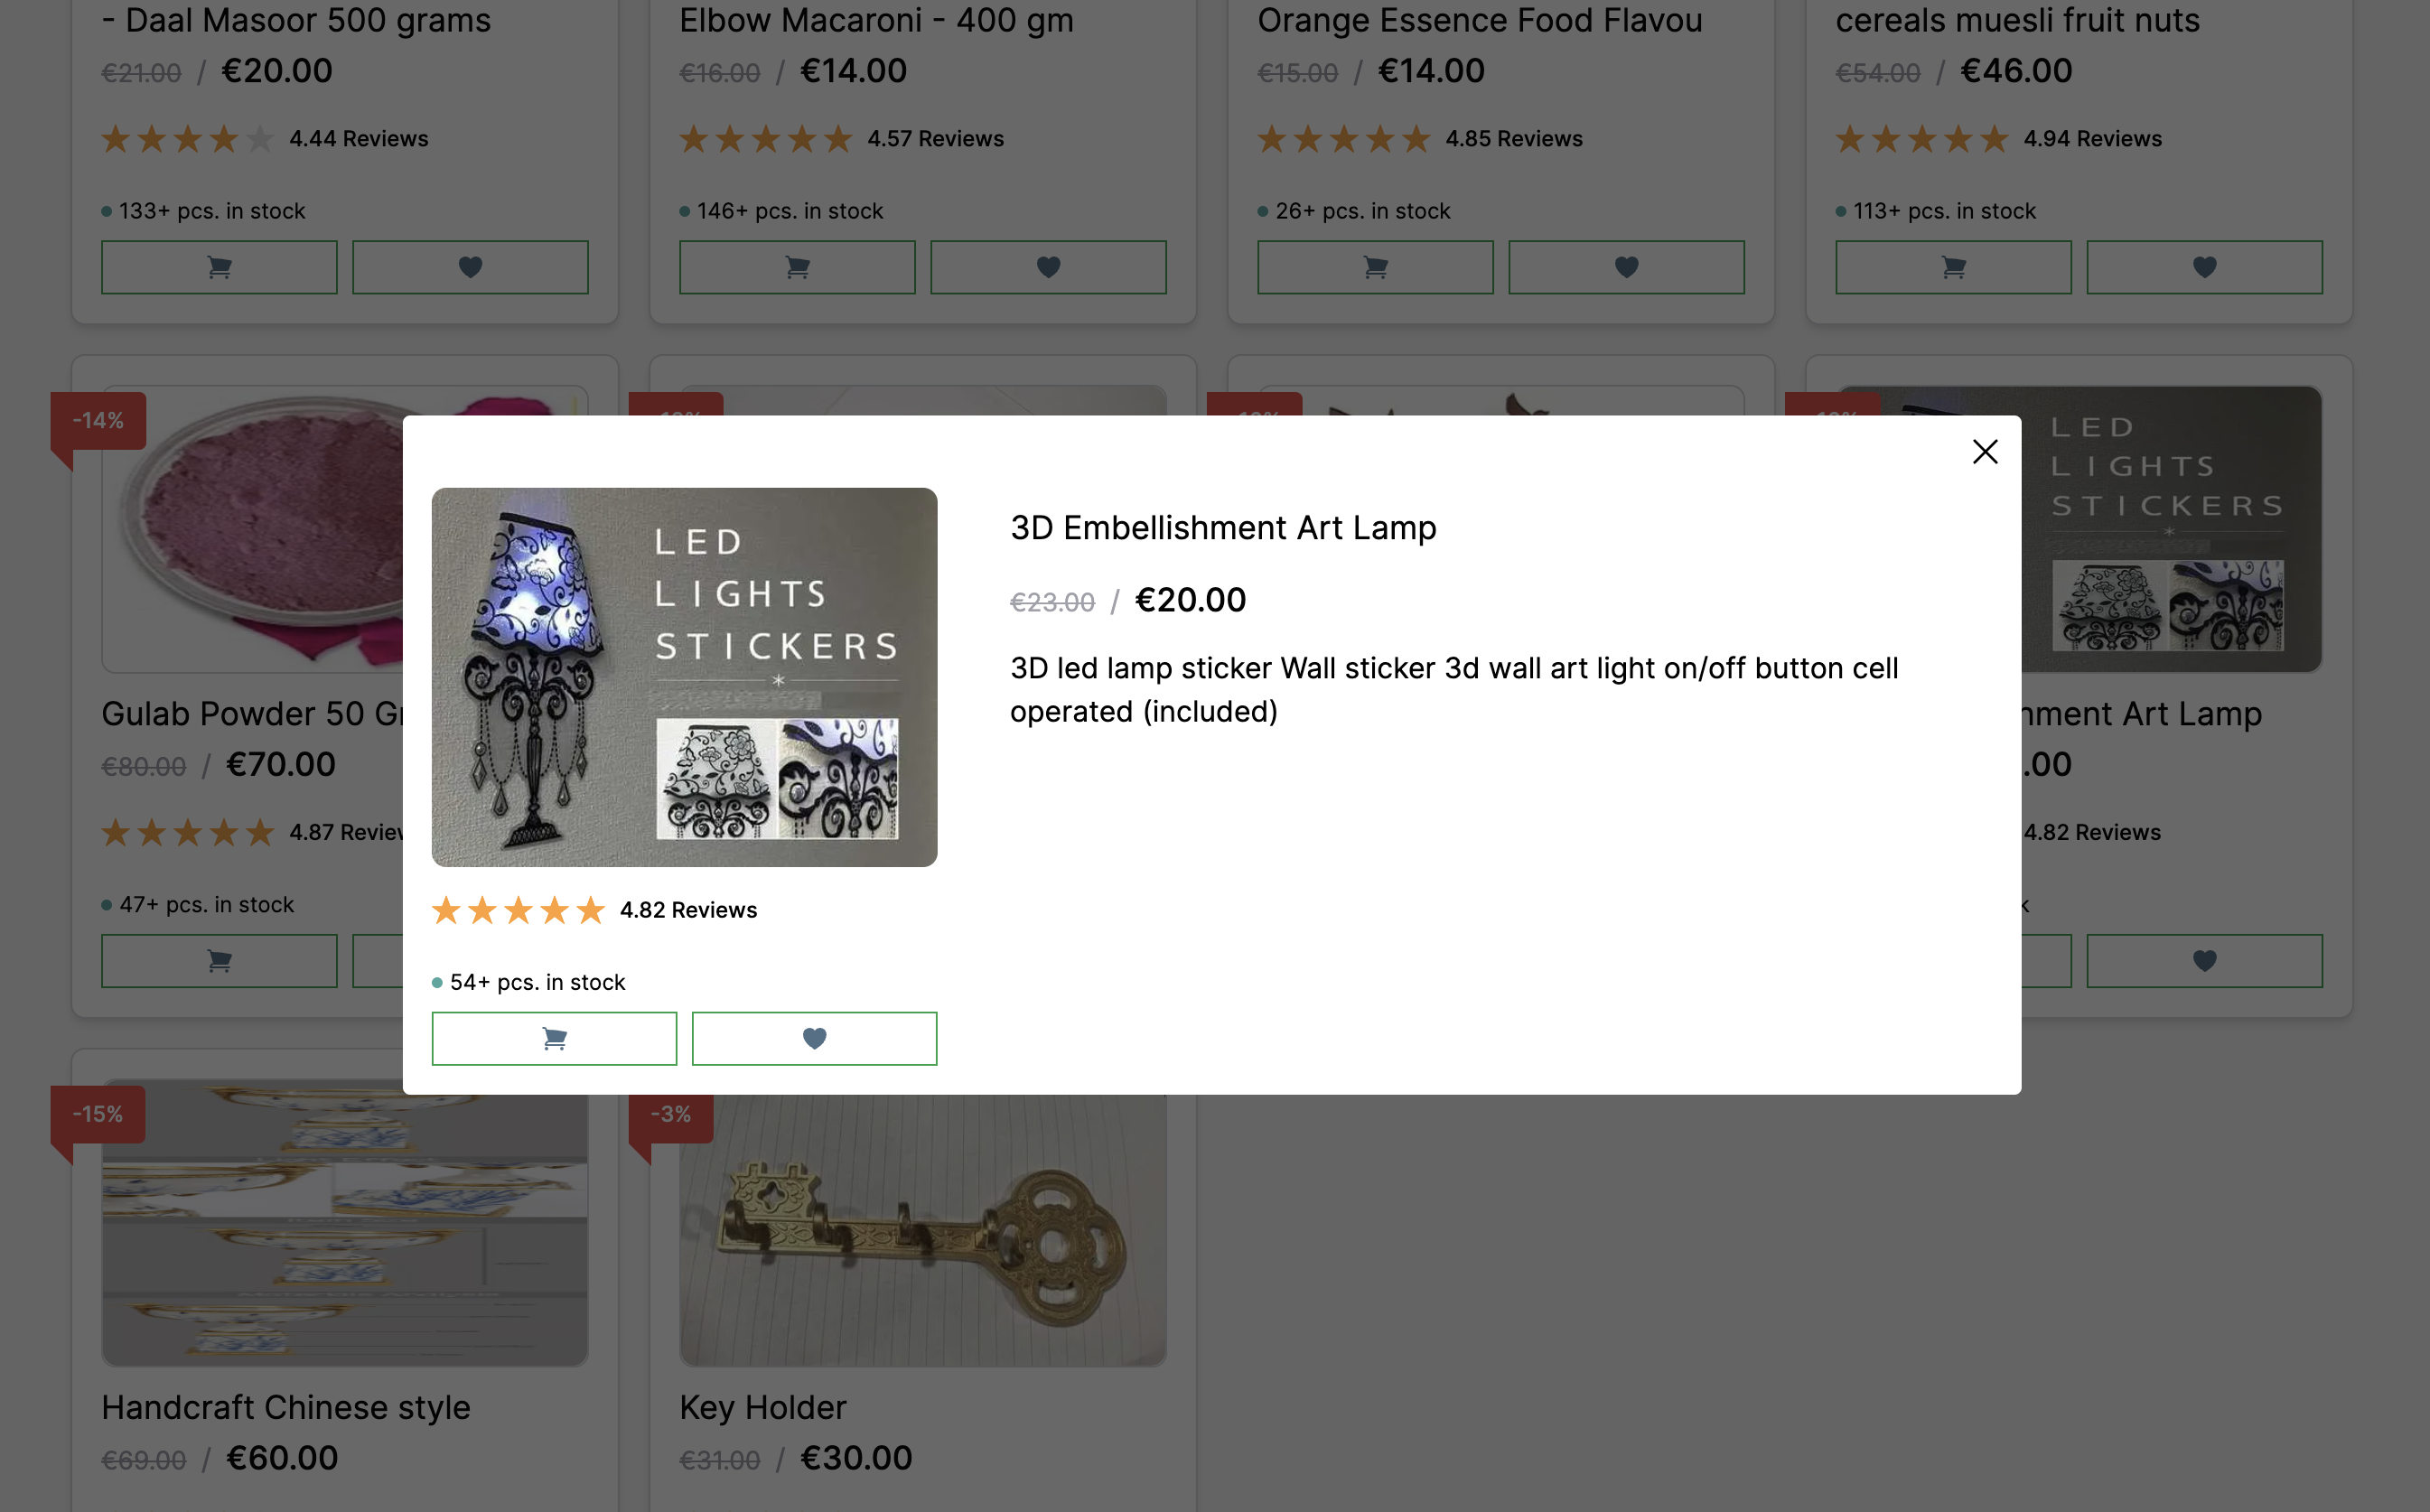 - Daal Masoor 500 grams
€21.00 / €20.00
4.44 Reviews
133+ pcs. in stock
Elbow Macaroni - 400 gm
€16.00 / €14.00
4.57 Reviews
146+ pcs. in stock
Orange Essence Food Flavou
€15.00 / €14.00
4.85 Reviews
26+ pcs. in stock
cereals muesli fruit nuts
€54.00 / €46.00
4.94 Reviews
113+ pcs. in stock
-14%
Gulab Powder 50 Gr
€80.00 / €70.00
4.87 Review
47+ pcs. in stock
LED
LIGHTS
STICKERS
nment Art Lamp
.00
4.82 Reviews
LED
LIGHTS
STICKERS
4.82 Reviews
54+ pcs. in stock
3D Embellishment Art Lamp
€23.00 / €20.00
3D led lamp sticker Wall sticker 3d wall art light on/off button cell
operated (included)
-15%
Handcraft Chinese style
€69.00 / €60.00
-3%
Key Holder
€31.00 / €30.00